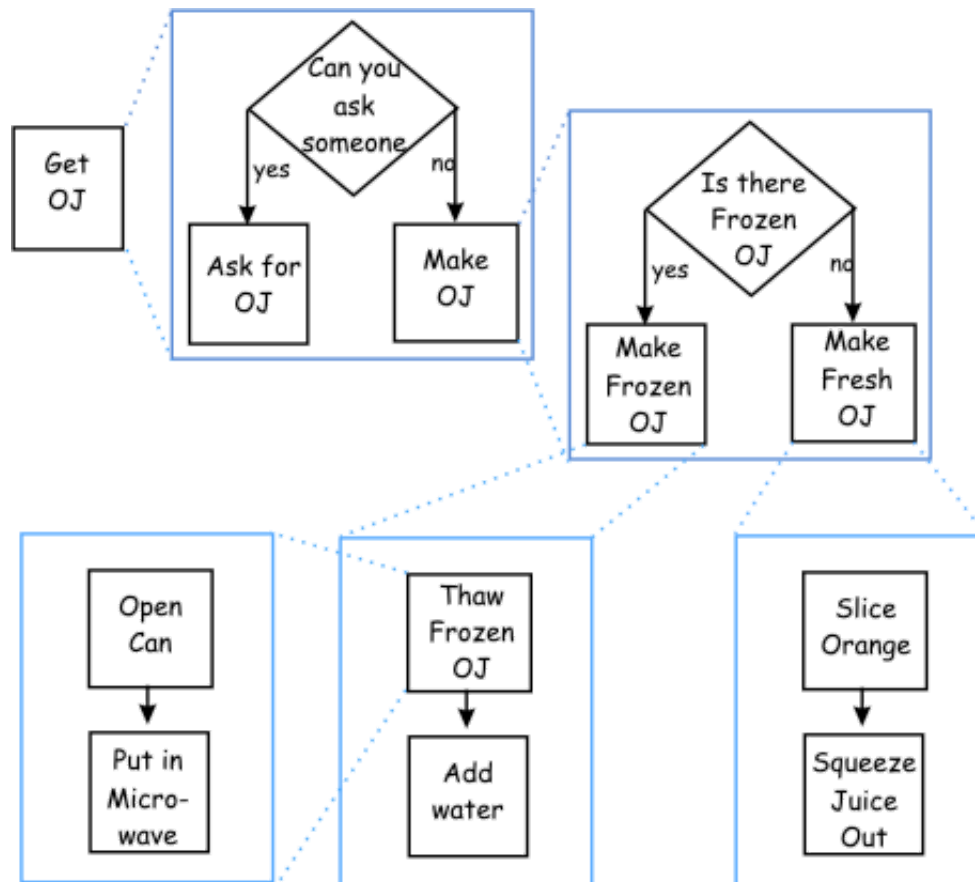 Get
OJ
Can you
ask
someone
yes
no
Ask for
OJ
Make
OJ
Is there
Frozen
OJ
yes
no
Make
Frozen
OJ
Make
Fresh
OJ
Open
Can
Put in
Micro-
wave
Thaw
Frozen
OJ
Add
water
Slice
Orange
Squeeze
Juice
Out